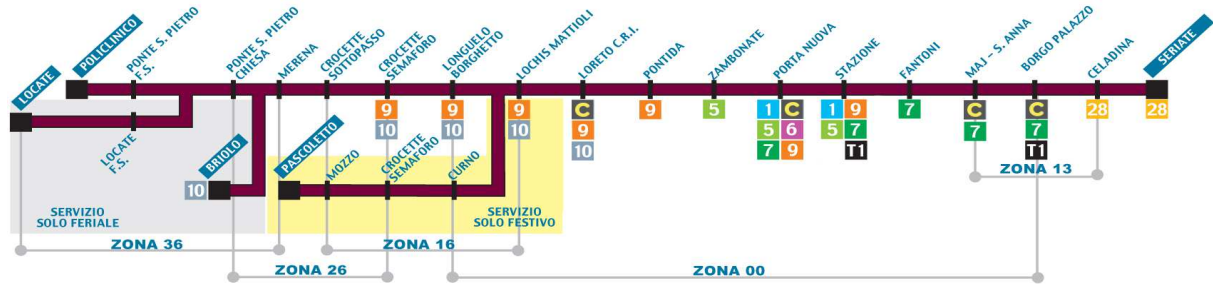 LOCATE
POLICLINICO
PONTE S. PIETRO
F.S.
PONTE S. PIETRO
CHIESA
MERENA
CROCETTE
SOTTOPASSO
CROCETTE
SEMAFORO
LONGUELO
BORGHETTO
LOCHIS MATTIOLI
LORETO C.R.I.
PONTIDA
ZAMBONATE
PORTA NUOVA
STAZIONE
FANTONI
MAJ – S. ANNA
BORGO PALAZZO
CELADINA
SERIATE
9
10
9
10
9
10
C
9
10
9
5
1 C
5 6
7 9
1 9
5 7
T1
7
C
7
C
7
T1
28
28
LOCATE
F.S.
10
BRIOLO
PASCOLETTO
MOZZO
CROCETTE
SEMAFORO
CURNO
SERVIZIO
SOLO FERIALE
SERVIZIO
SOLO FESTIVO
ZONA 13
ZONA 36
ZONA 16
ZONA 26
ZONA 00